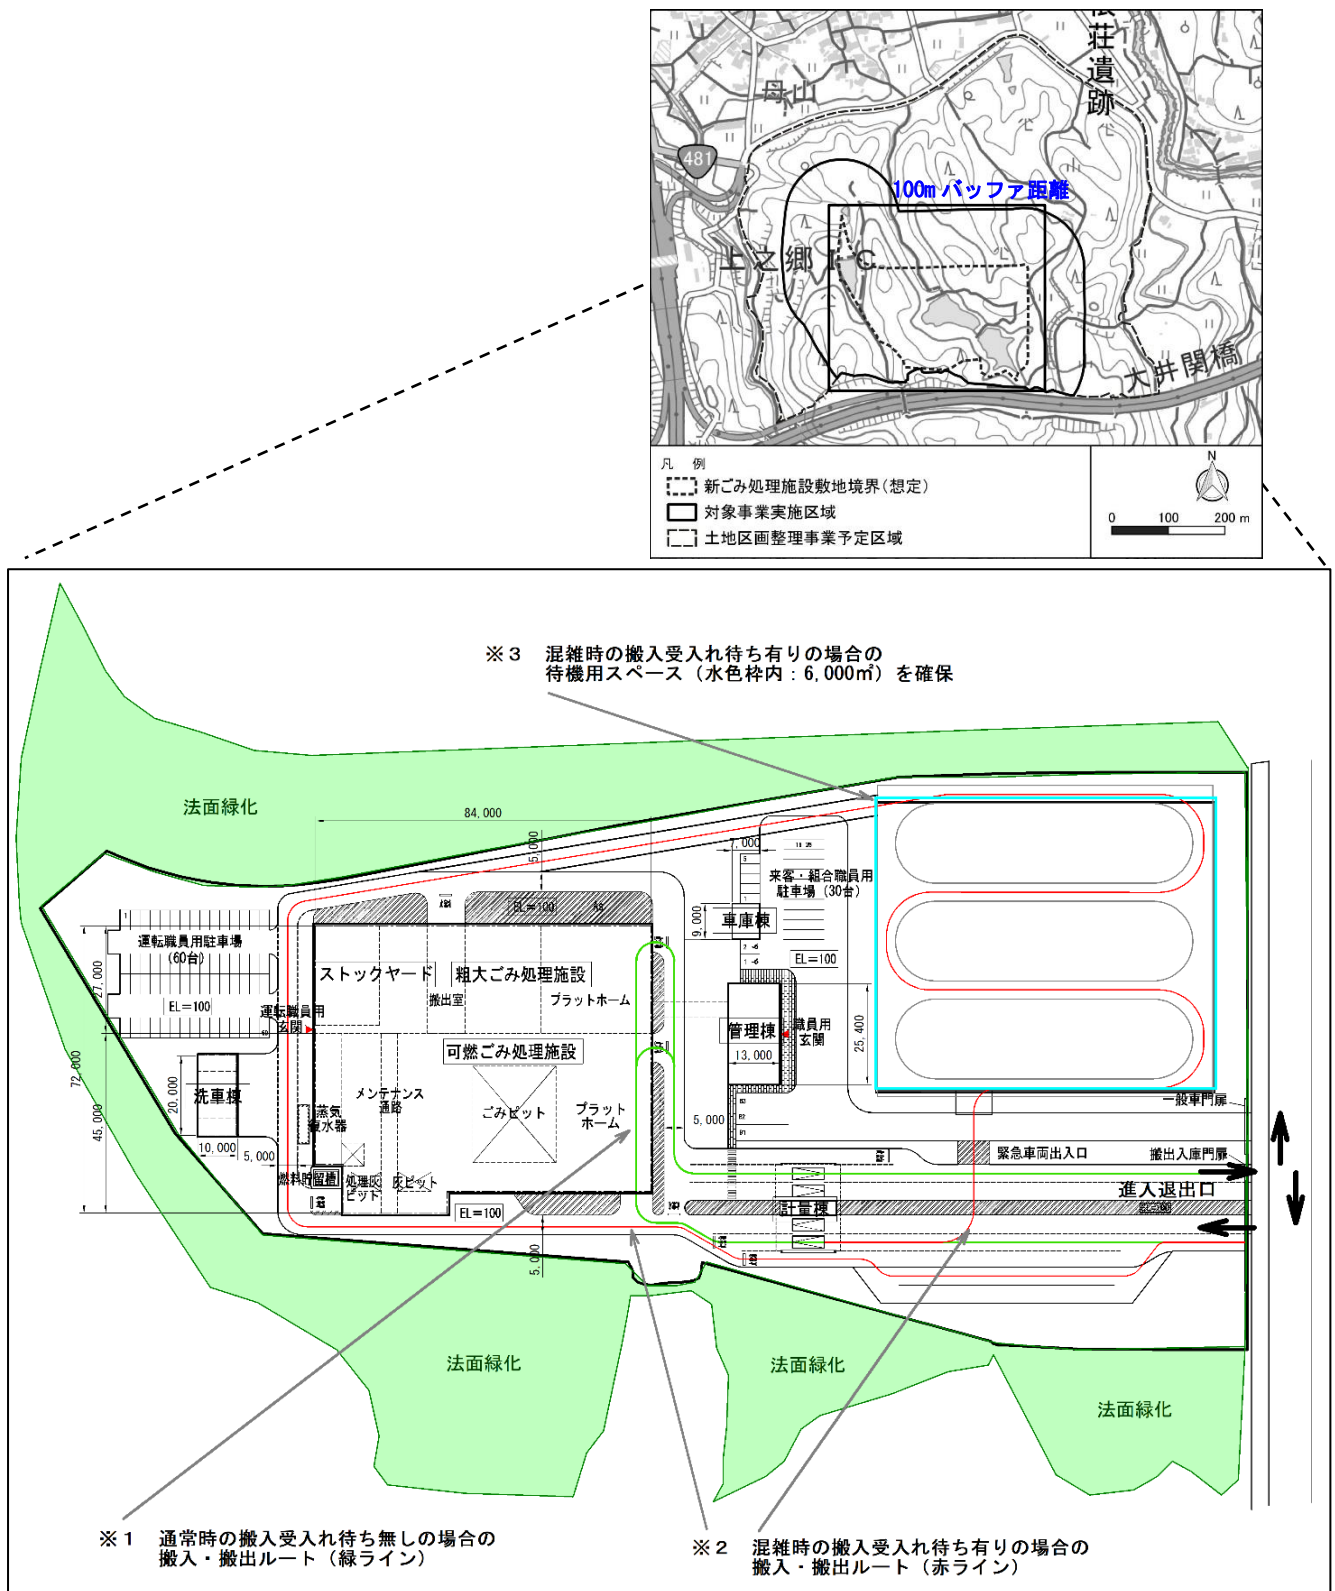 根荘遺跡
母山
481
100mバッファ距離
上之郷ＩＣ
大井関橋
凡　例
新ごみ処理施設敷地境界(想定)
対象事業実施区域
土地区画整理事業予定区域
N
0 100 200 m
※３　混雑時の搬入受入れ待ち有りの場合の
待機用スペース（水色枠内：6,000㎡）を確保
法面緑化
84,000
5,000
7,000
来客・組合職員用
駐車場（30台）
車庫棟
9,000
EL=100
As
EL=100
運転職員用駐車場
(60台)
EL=100
27,000
72,000
45,000
ストックヤード
粗大ごみ処理施設
搬出室
プラットホーム
運転職員用
玄関
管理棟
職員用
玄関
13,000
25,400
可燃ごみ処理施設
洗車棟
20,000
10,000
5,000
蒸気
復水器
メンテナンス
通路
ごみピット
プラット
ホーム
5,000
燃料貯留槽
処理灰
ピット
灰ピット
EL=100
5,000
一般車門扉
緊急車両出入口
搬出入庫門扉
進入退出口
計量棟
法面緑化
法面緑化
法面緑化
※１　通常時の搬入受入れ待ち無しの場合の
搬入・搬出ルート（緑ライン）
※２　混雑時の搬入受入れ待ち有りの場合の
搬入・搬出ルート（赤ライン）